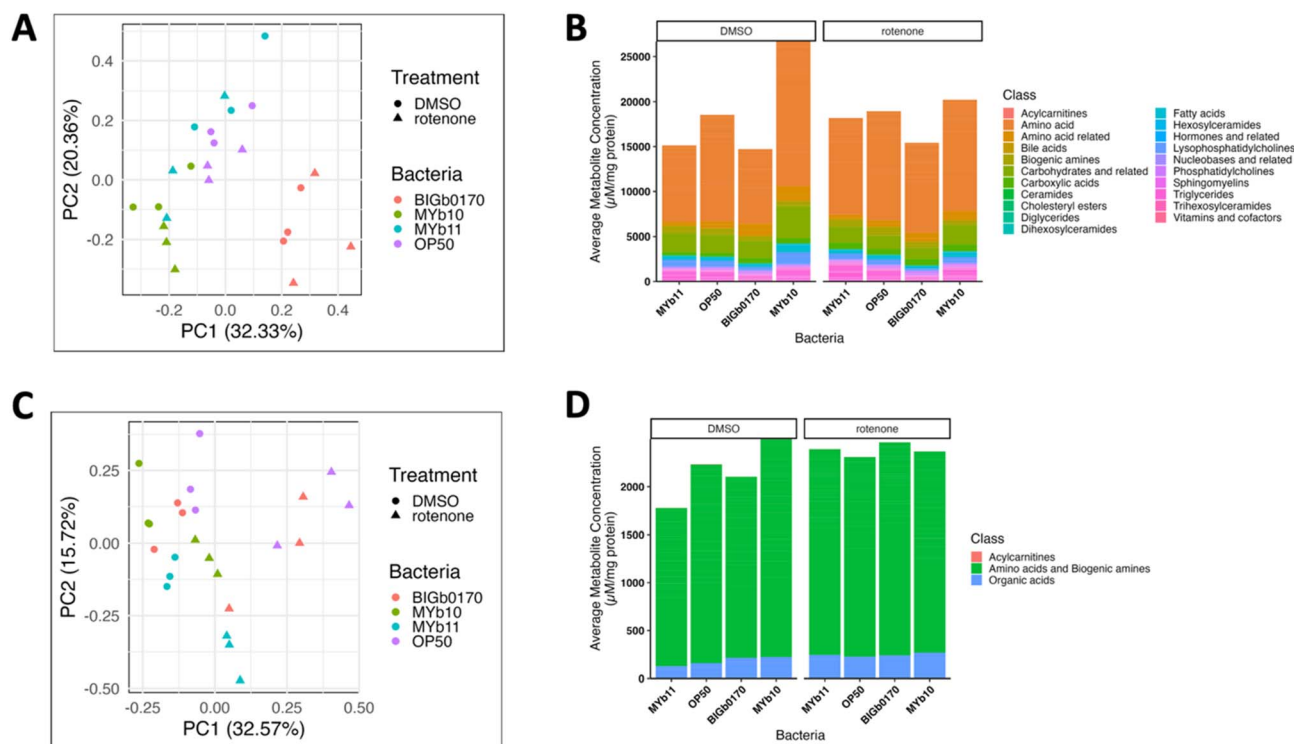 A
0.4
0.2
0.0
-0.2
PC2 (20.36%)
-0.2
0.0
0.2
0.4
PC1 (32.33%)
Treatment
DMSO
rotenone
Bacteria
BIGb0170
MYb10
MYb11
OP50
B
DMSO
rotenone
25000
20000
15000
10000
5000
0
Average Metabolite Concentration
(µM/mg protein)
MYb11
OP50
BIGb0170
MYb10
MYb11
OP50
BIGb0170
MYb10
Bacteria
Class
Acylcarnitines
Amino acid
Amino acid related
Bile acids
Biogenic amines
Carbohydrates and related
Carboxylic acids
Ceramides
Cholesteryl esters
Diglycerides
Dihexosylceramides
Fatty acids
Hexosylceramides
Hormones and related
Lysophosphatidylcholines
Nucleobases and related
Phosphatidylcholines
Sphingomyelins
Triglycerides
Trihexosylceramides
Vitamins and cofactors
C
0.25
0.00
-0.25
-0.50
PC2 (15.72%)
-0.25
0.00
0.25
0.50
PC1 (32.57%)
Treatment
DMSO
rotenone
Bacteria
BIGb0170
MYb10
MYb11
OP50
D
DMSO
rotenone
2000
1500
1000
500
0
Average Metabolite Concentration
(µM/mg protein)
MYb11
OP50
BIGb0170
MYb10
MYb11
OP50
BIGb0170
MYb10
Bacteria
Class
Acylcarnitines
Amino acids and Biogenic amines
Organic acids